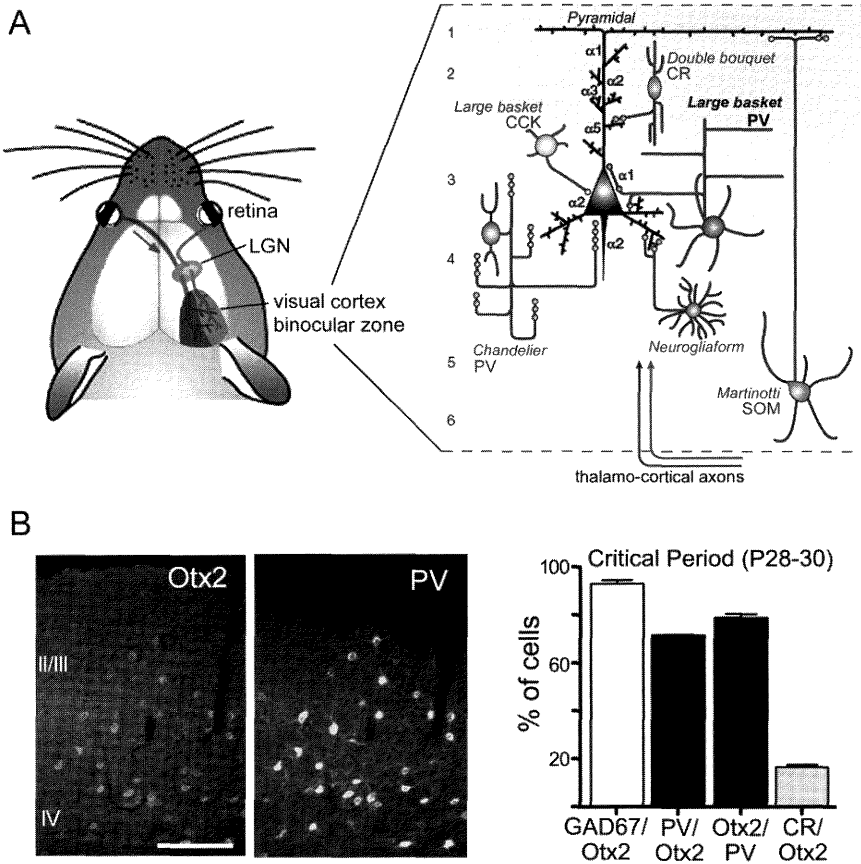 A
Pyramidal
1
2
3
4
5
6
α1
α2
α3
α5
α1
α2
α2
Double bouquet
CR
Large basket
CCK
Large basket
PV
retina
LGN
visual cortex
binocular zone
Chandelier
PV
Neurogliaform
Martinotti
SOM
thalamo-cortical axons
B
Otx2
PV
II/III
IV
Critical Period (P28-30)
% of cells
100
60
20
GAD67/
Otx2
PV/
Otx2
Otx2/
PV
CR/
Otx2